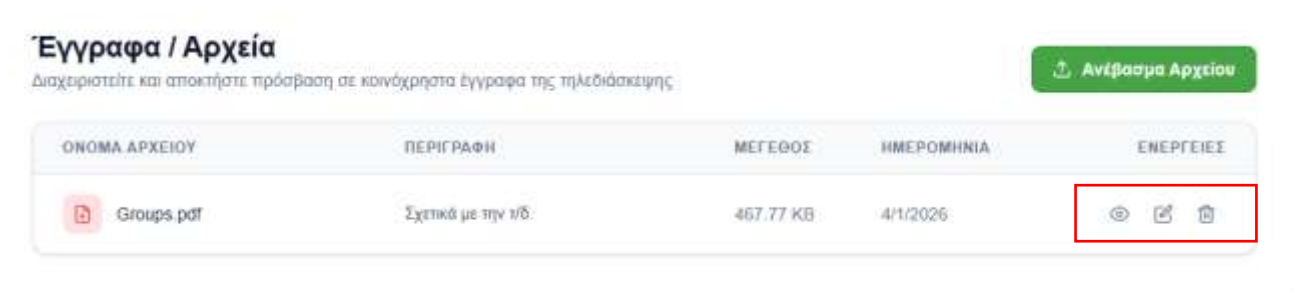 Έγγραφα / Αρχεία
Διαχειριστείτε και αποκτήστε πρόσβαση σε κοινόχρηστα έγγραφα της τηλεδιάσκεψης
Ανέβασμα Αρχείου
ΟΝΟΜΑ ΑΡΧΕΙΟΥ ΠΕΡΙΓΡΑΦΗ ΜΕΓΕΘΟΣ ΗΜΕΡΟΜΗΝΙΑ ΕΝΕΡΓΕΙΕΣ
Groups.pdf Σχετικά με την τ/δ. 467.77 KB 4/1/2026